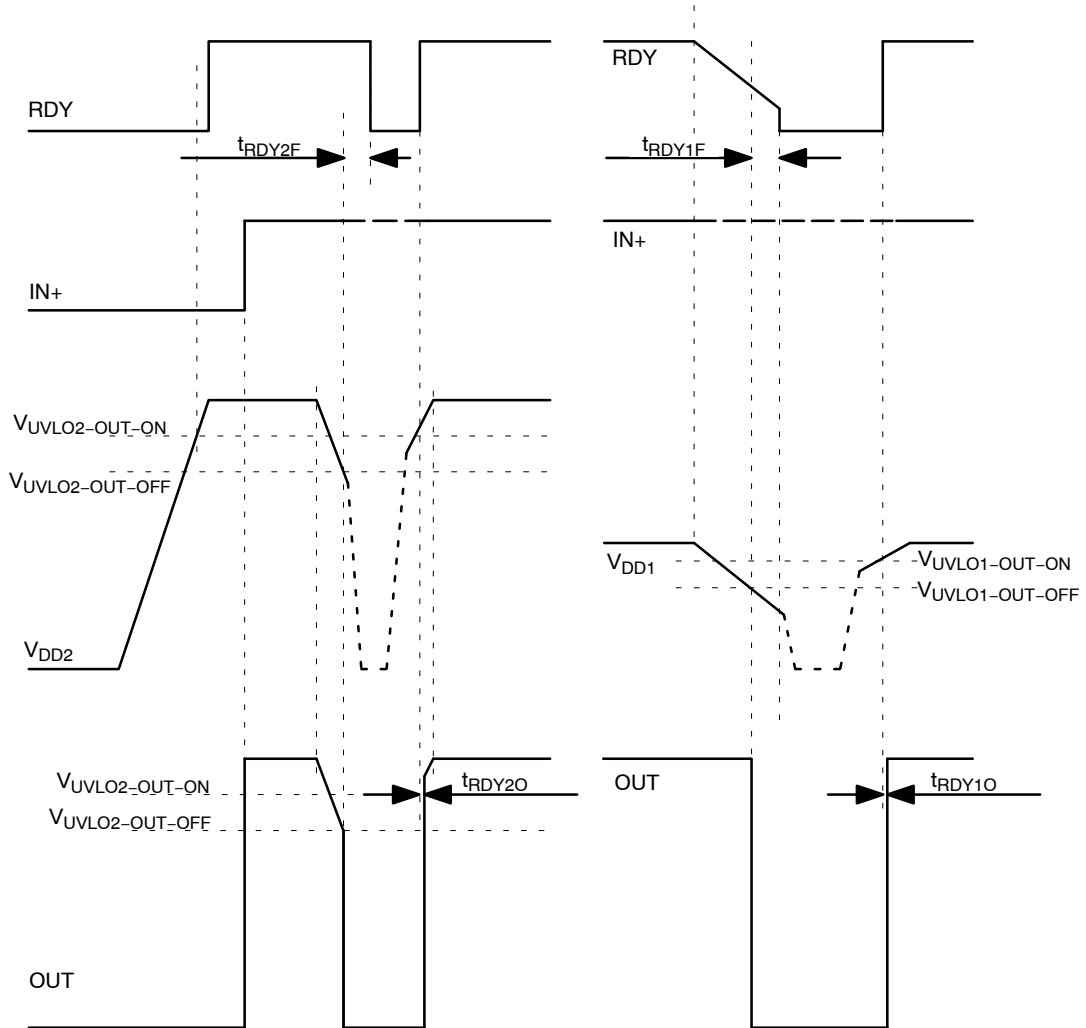 RDY
RDY
tRDY2F
tRDY1F
IN+
IN+
VUVLO2−OUT−ON
VUVLO2−OUT−OFF
VDD1
VUVLO1−OUT−ON
VUVLO1−OUT−OFF
VDD2
VUVLO2−OUT−ON
VUVLO2−OUT−OFF
tRDY2O
OUT
tRDY1O
OUT